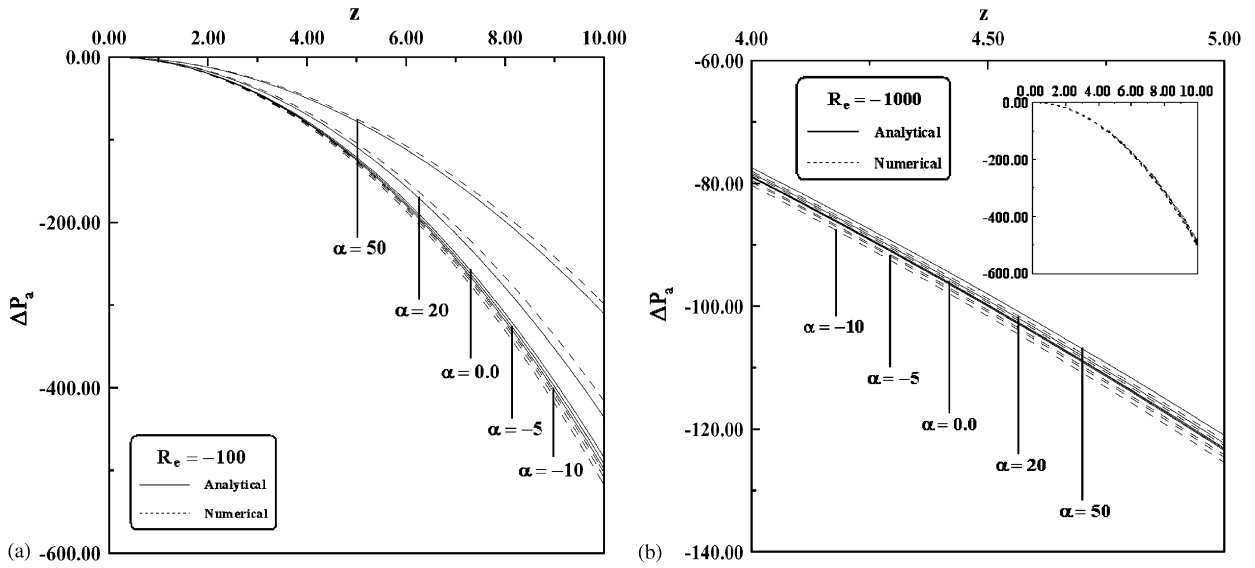 z
0.00 2.00 4.00 6.00 8.00 10.00
0.00
-200.00
-400.00
-600.00
ΔPₐ
α = 50
α = 20
α = 0.0
α = −5
α = −10
Rₑ = −100
Analytical
Numerical
(a)
z
4.00 4.50 5.00
-60.00
-80.00
-100.00
-120.00
-140.00
ΔPₐ
Rₑ = −1000
Analytical
Numerical
0.00 2.00 4.00 6.00 8.00 10.00
0.00
-200.00
-400.00
-600.00
α = −10
α = −5
α = 0.0
α = 20
α = 50
(b)